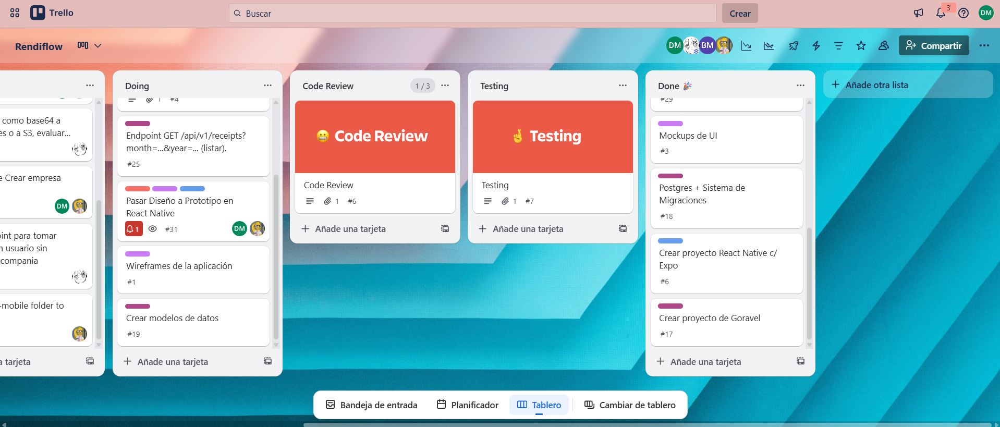 Trello
Buscar
Crear
3
DM
Rendiflow
DM
BM
Compartir
como base64 a
es o a S3, evaluar...
e Crear empresa
DM
int para tomar
n usuario sin
compania
-mobile folder to
a tarjeta
Doing
1 #4
Endpoint GET /api/v1/receipts?
month=...&year=... (listar).
#25
Pasar Diseño a Prototipo en
React Native
1 #31 DM
Wireframes de la aplicación
#1
Crear modelos de datos
#19
+ Añade una tarjeta
Code Review 1 / 3
😬 Code Review
Code Review
1 #6
+ Añade una tarjeta
Testing
🤞 Testing
Testing
1 #7
+ Añade una tarjeta
Done 🎉
#29
Mockups de UI
#3
Postgres + Sistema de
Migraciones
#18
Crear proyecto React Native c/
Expo
#6
Crear proyecto de Goravel
#17
+ Añade una tarjeta
+ Añade otra lista
Bandeja de entrada
Planificador
Tablero
Cambiar de tablero